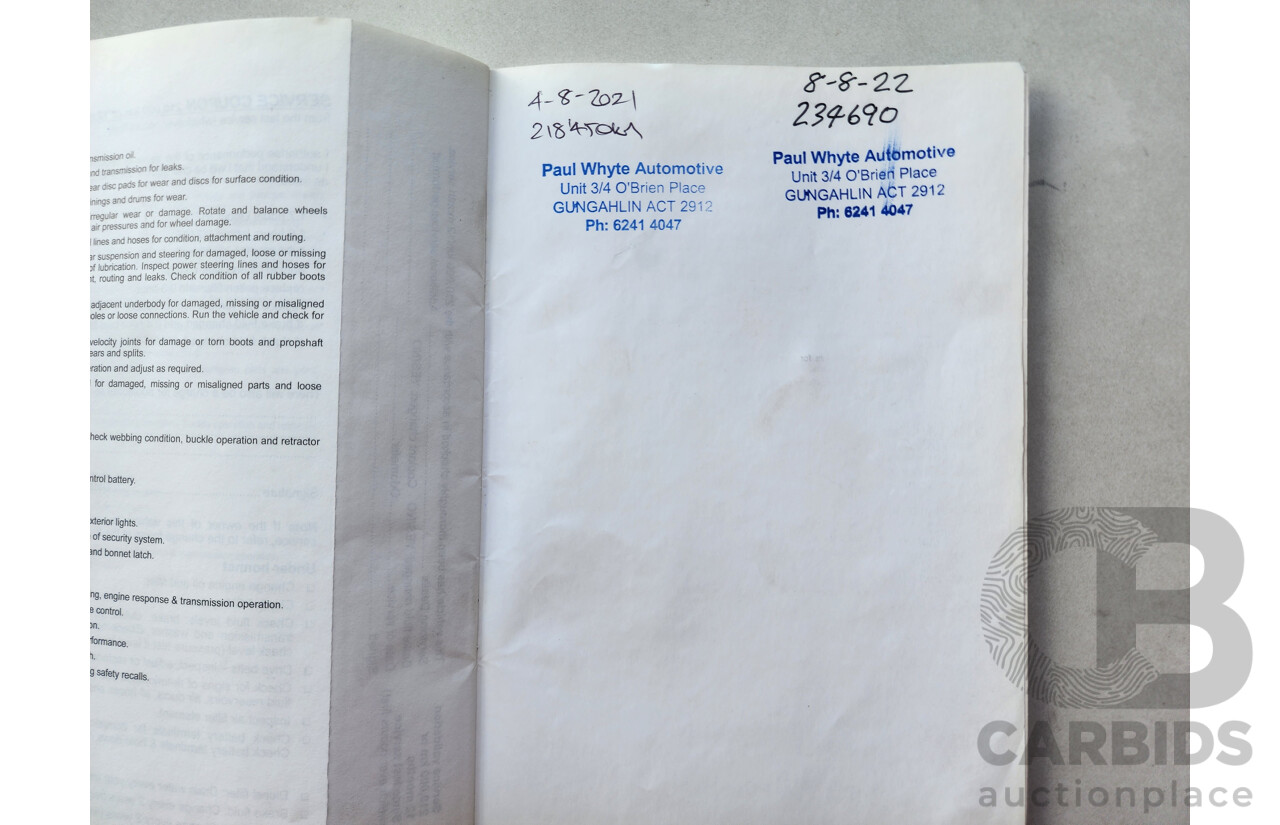 nsmission oil.
nd transmission for leaks.
ear disc pads for wear and discs for surface condition.
inings and drums for wear.
rregular wear or damage. Rotate and balance wheels
air pressures and for wheel damage.
lines and hoses for condition, attachment and routing.
ar suspension and steering for damaged, loose or missing
of lubrication. Inspect power steering lines and hoses for
nt, routing and leaks. Check condition of all rubber boots
adjacent underbody for damaged, missing or misaligned
oles or loose connections. Run the vehicle and check for
velocity joints for damage or torn boots and propshaft
ears and splits.
ration and adjust as required.
for damaged, missing or misaligned parts and loose
heck webbing condition, buckle operation and retractor
ntrol battery.
xterior lights.
of security system.
and bonnet latch.
ng, engine response & transmission operation.
e control.
on.
formance.
n.
g safety recalls.
4-8-2021
218450km
Paul Whyte Automotive
Unit 3/4 O'Brien Place
GUNGAHLIN ACT 2912
Ph: 6241 4047
8-8-22
234690
Paul Whyte Automotive
Unit 3/4 O'Brien Place
GUNGAHLIN ACT 2912
Ph: 6241 4047
CARBIDS
auctionplace